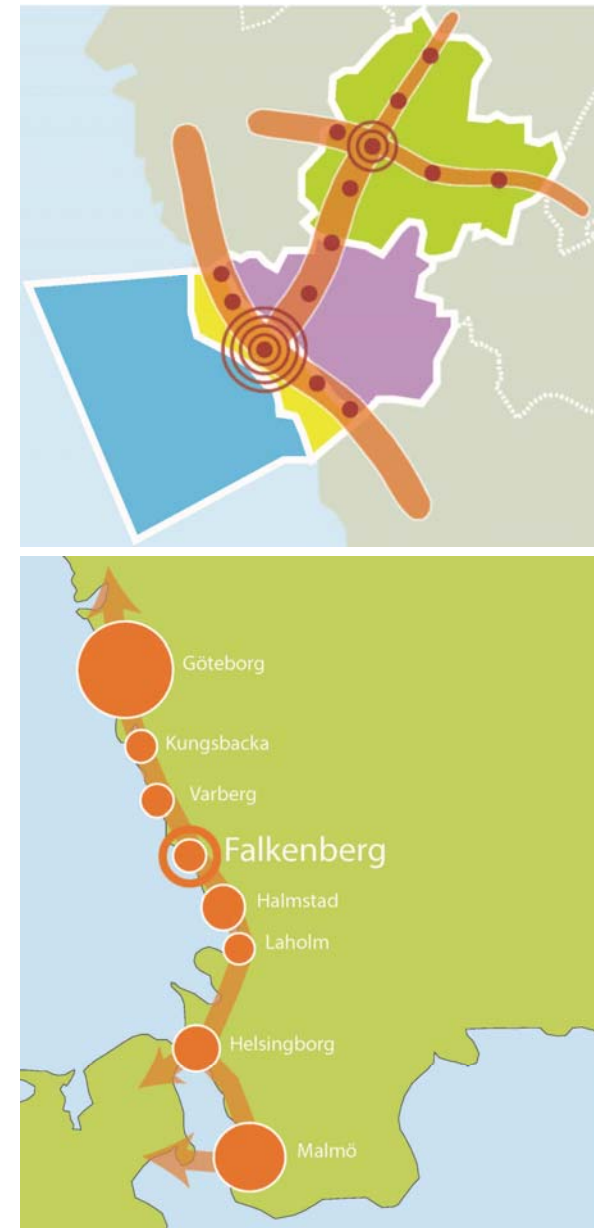 Göteborg
Kungsbacka
Varberg
Falkenberg
Halmstad
Laholm
Helsingborg
Malmö